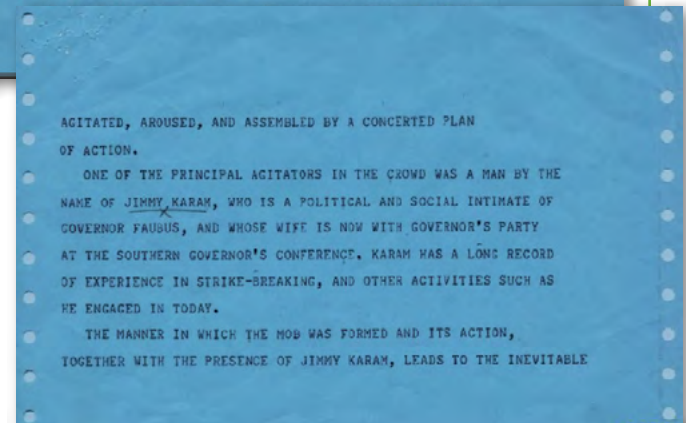 AGITATED, AROUSED, AND ASSEMBLED BY A CONCERTED PLAN
OF ACTION.
ONE OF THE PRINCIPAL AGITATORS IN THE CROWD WAS A MAN BY THE
NAME OF JIMMY KARAM, WHO IS A POLITICAL AND SOCIAL INTIMATE OF
GOVERNOR FAUBUS, AND WHOSE WIFE IS NOW WITH GOVERNOR'S PARTY
AT THE SOUTHERN GOVERNOR'S CONFERENCE. KARAM HAS A LONG RECORD
OF EXPERIENCE IN STRIKE-BREAKING, AND OTHER ACTIVITIES SUCH AS
HE ENGAGED IN TODAY.
THE MANNER IN WHICH THE MOB WAS FORMED AND ITS ACTION,
TOGETHER WITH THE PRESENCE OF JIMMY KARAM, LEADS TO THE INEVITABLE